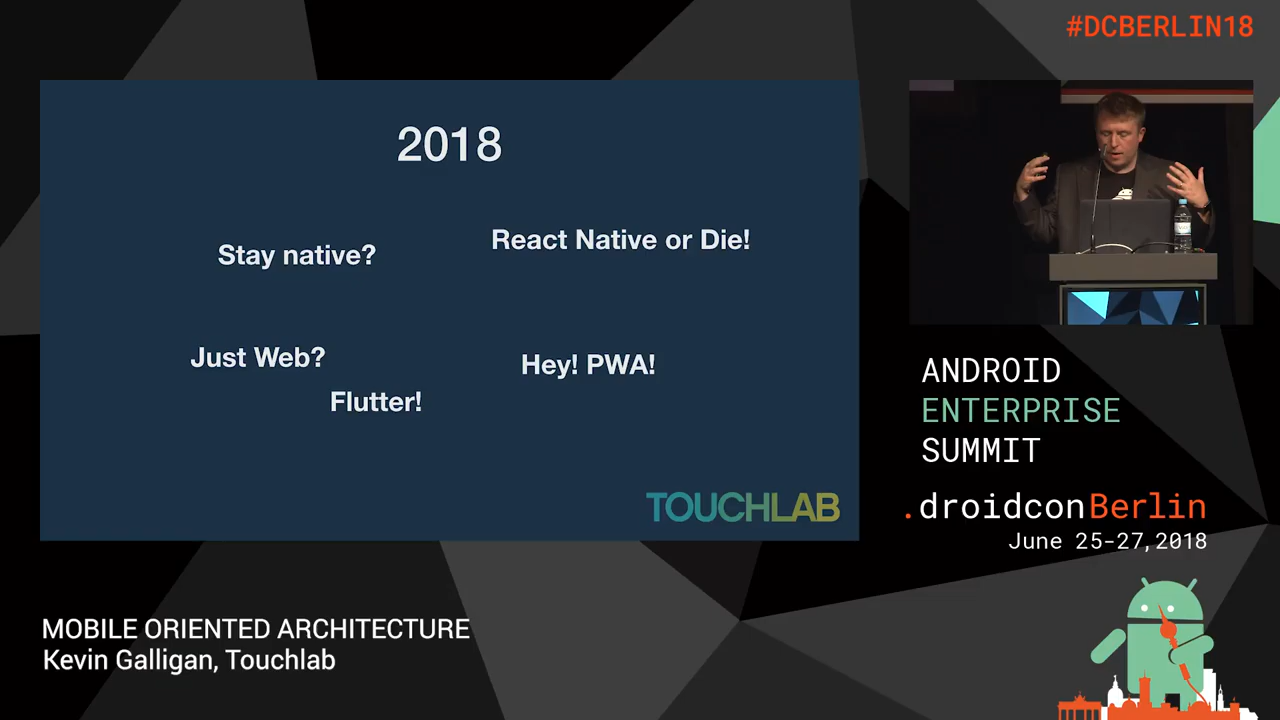 #DCBERLIN18
2018
Stay native?
React Native or Die!
Just Web?
Hey! PWA!
Flutter!
TOUCHLAB
ANDROID
ENTERPRISE
SUMMIT
.droidconBerlin
June 25-27,2018
MOBILE ORIENTED ARCHITECTURE
Kevin Galligan, Touchlab